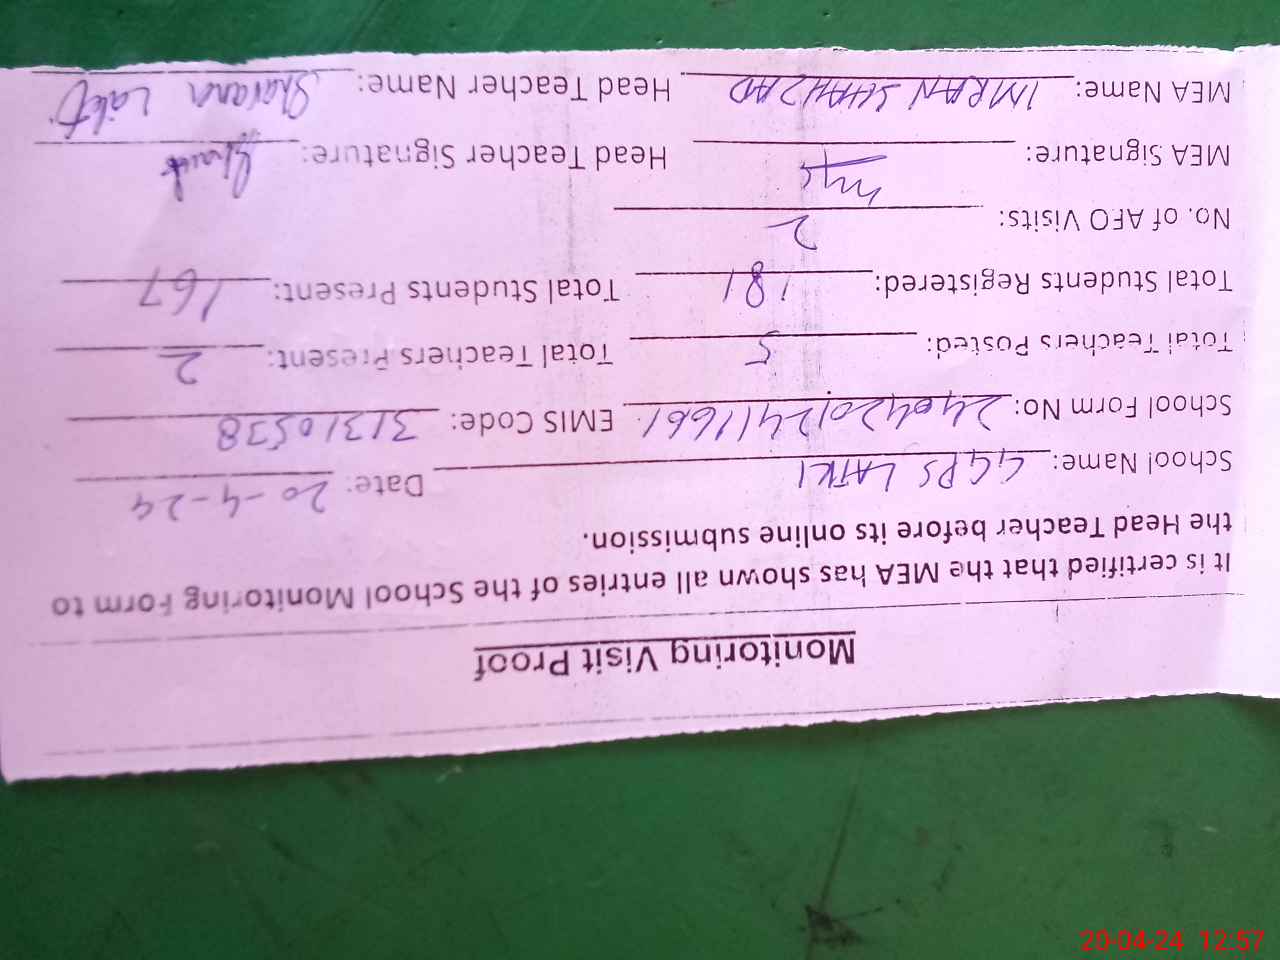 Monitoring Visit Proof
It is certified that the MEA has shown all entries of the School Monitoring Form to
the Head Teacher before its online submission.
School Name: GGPS LATKI Date: 20-4-24
School Form No: EMIS Code: 31310538
Total Teachers Posted: 5 Total Teachers Present: 2
Total Students Registered: 181 Total Students Present: 167
No. of AFO Visits: 2
MEA Signature: Head Teacher Signature:
MEA Name: IMRAN SHAHZAD Head Teacher Name:
20-04-24 12:57